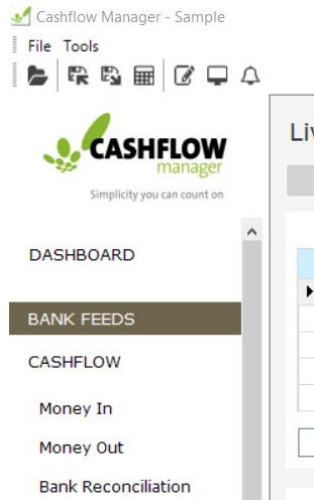 Cashflow Manager - Sample
File Tools
CASHFLOW
manager
Simplicity you can count on
DASHBOARD
BANK FEEDS
CASHFLOW
Money In
Money Out
Bank Reconciliation